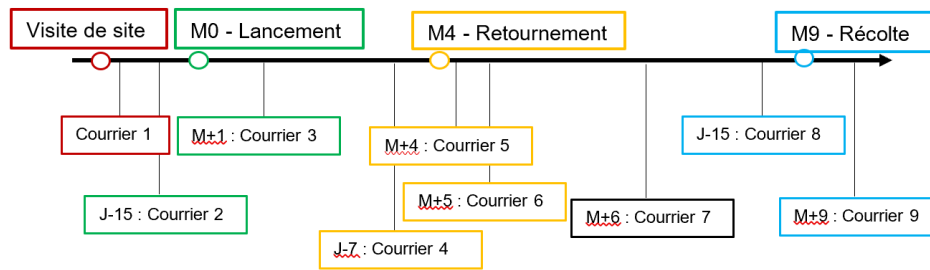 Visite de site
M0 - Lancement
M4 - Retournement
M9 - Récolte
Courrier 1
M+1 : Courrier 3
M+4 : Courrier 5
J-15 : Courrier 8
J-15 : Courrier 2
M+5 : Courrier 6
M+6 : Courrier 7
M+9 : Courrier 9
J-7 : Courrier 4